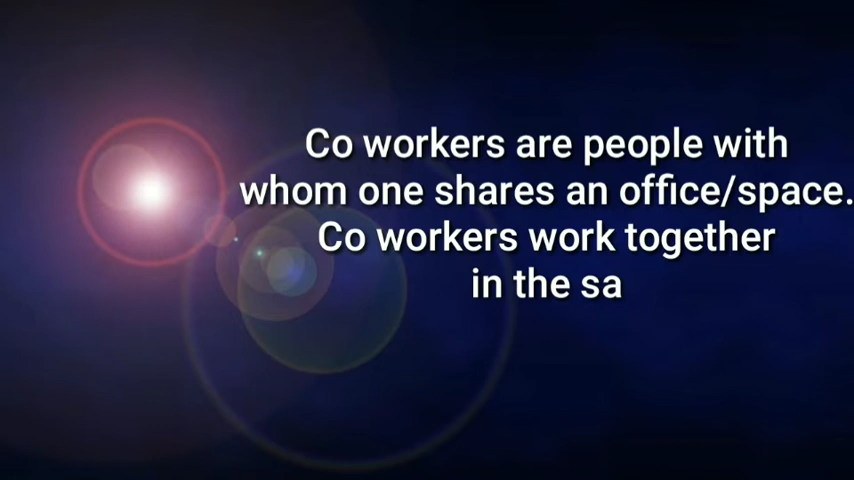 Co workers are people with
whom one shares an office/space.
Co workers work together
in the sa